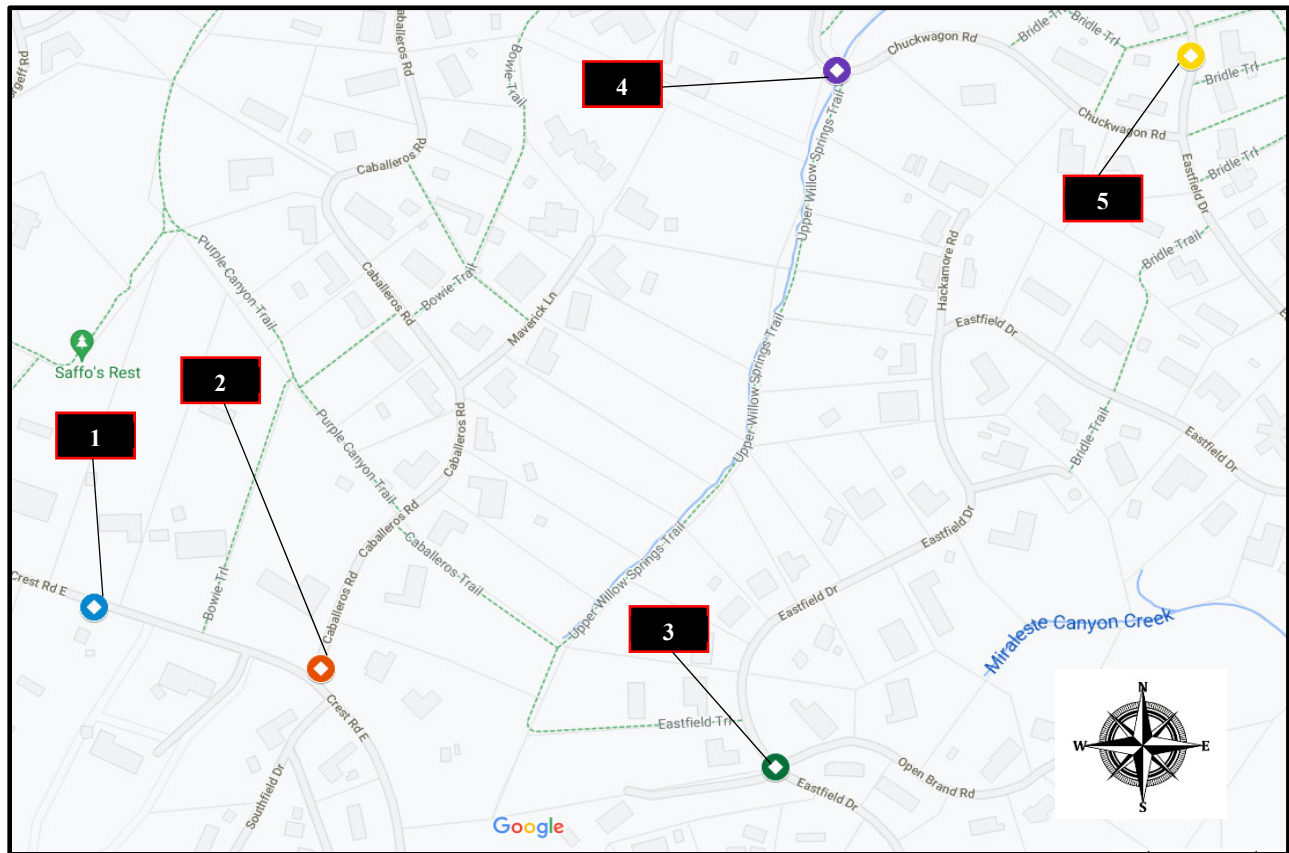 Caballeros Rd
Bowie Trail
Chuckwagon Rd
Bridle Trl
Bridle Trl
Bridle Trl
4
Upper-Willow-Springs-Trail
Chuckwagon Rd
Caballeros Rd
Bridle Trl
5
Eastfield Dr
Purple Canyon-Trail
Caballeros Rd
Bowie-Trail
Maverick Ln
Hackamore Rd
Bridle-Trail
Eastfield Dr
Saffo's Rest
2
Upper-Willow-Springs-Trail
1
Purple Canyon-Trail
Caballeros Rd
Bridle-Trail
Eastfield Dr
Caballeros Rd
Caballeros-Trail
Eastfield Dr
Upper-Willow-Springs-Trail
Crest Rd E
Bowie-Trl
Caballeros Rd
Eastfield Dr
3
Miraleste Canyon Creek
Crest Rd E
Eastfield-Trl
N
W
E
S
Southfield Dr
Open Brand Rd
Eastfield Dr
Google